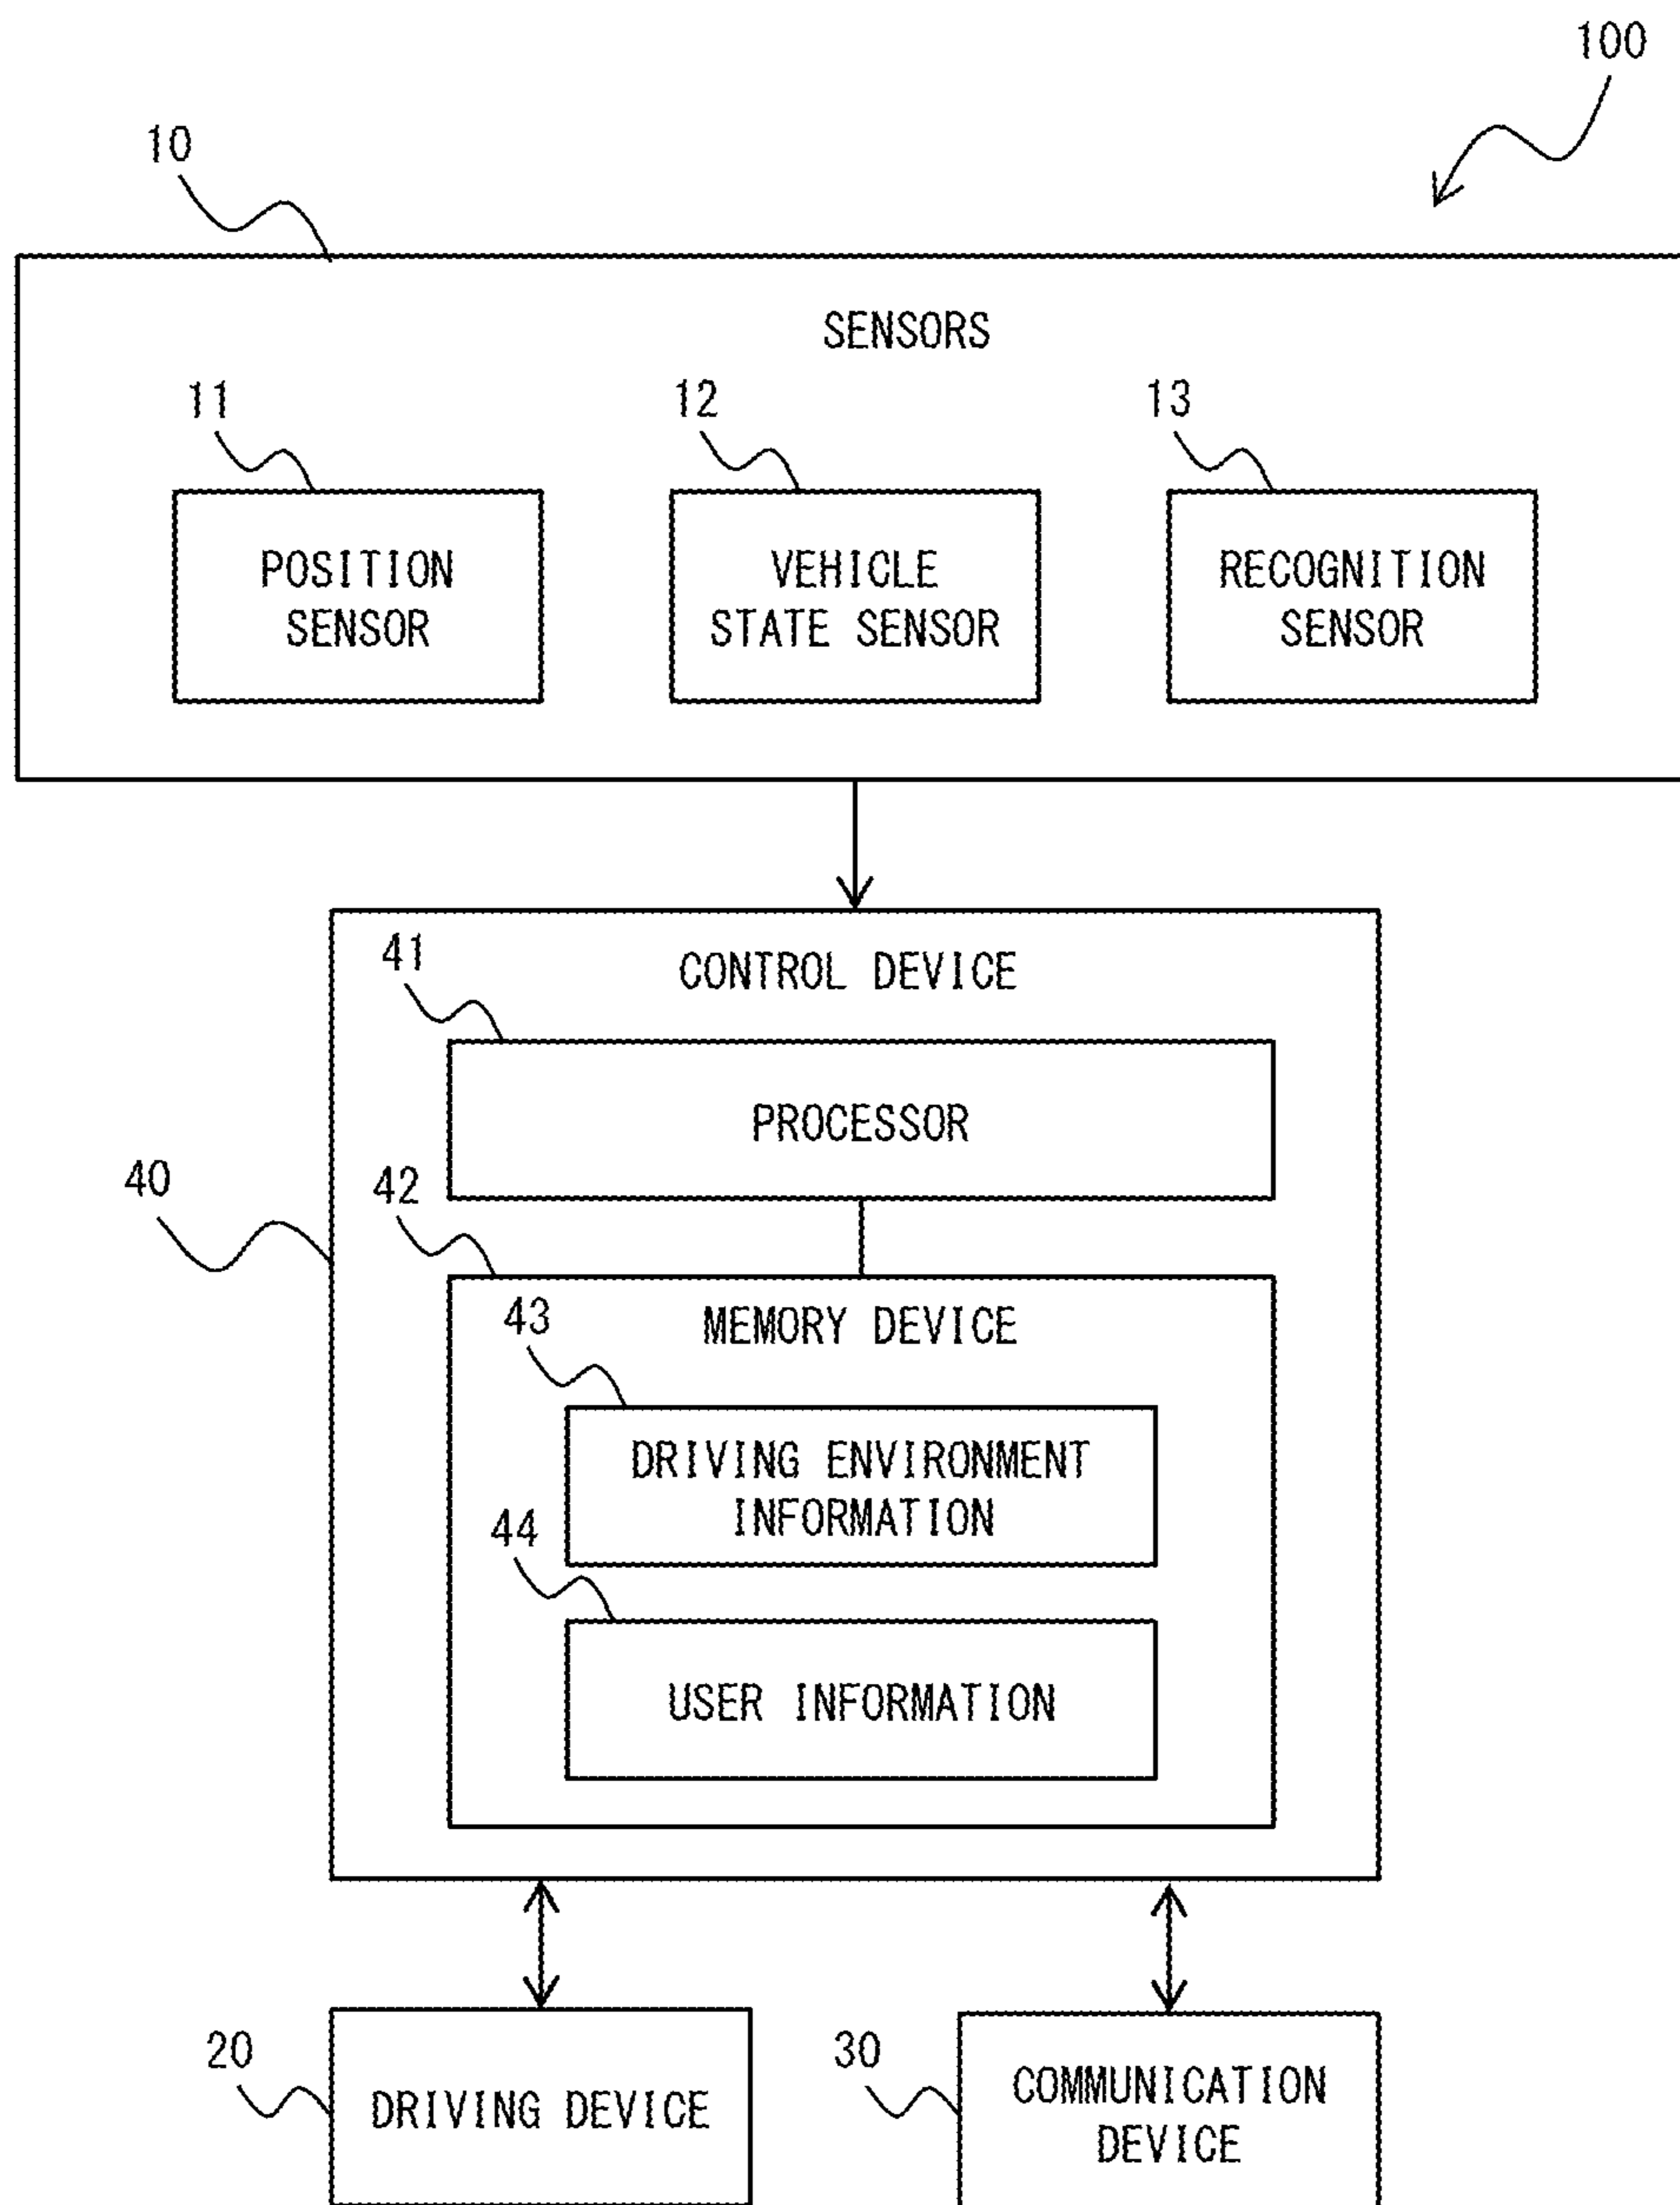 100
10
SENSORS
11
12
13
POSITION
SENSOR
VEHICLE
STATE SENSOR
RECOGNITION
SENSOR
41
CONTROL DEVICE
PROCESSOR
40
42
43
MEMORY DEVICE
DRIVING ENVIRONMENT
INFORMATION
44
USER INFORMATION
20
DRIVING DEVICE
30
COMMUNICATION
DEVICE